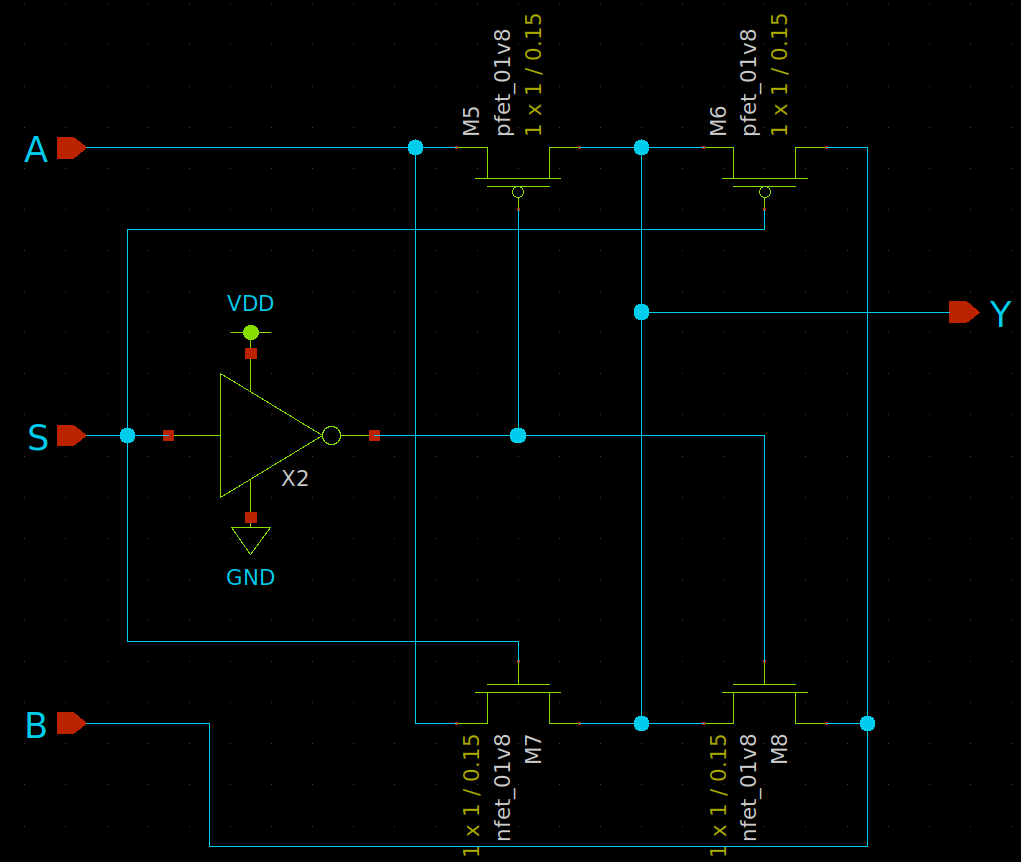 M5
pfet_01v8
1 x 1 / 0.15
M6
pfet_01v8
1 x 1 / 0.15
A
VDD
Y
S
X2
GND
B
1 x 1 / 0.15
nfet_01v8
M7
1 x 1 / 0.15
nfet_01v8
M8